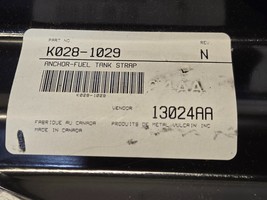 PART NO. REV.
K028-1029 N
ANCHOR-FUEL TANK STRAP
K028-1029
VENDOR 13024AA
FABRIQUE AU CANADA PRODUITS DE METAL VULCAIN INC
MADE IN CANADA